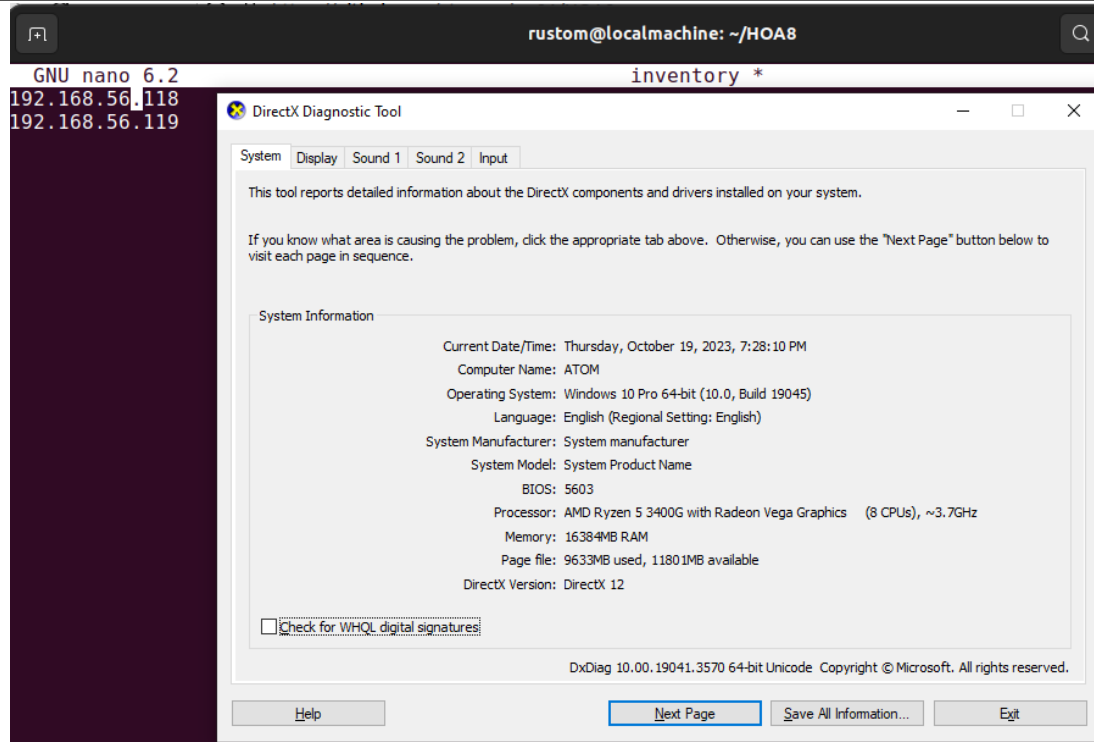 rustom@localmachine: ~/HOA8
GNU nano 6.2 inventory *
192.168.56.118
192.168.56.119
DirectX Diagnostic Tool
System Display Sound 1 Sound 2 Input
This tool reports detailed information about the DirectX components and drivers installed on your system.
If you know what area is causing the problem, click the appropriate tab above. Otherwise, you can use the "Next Page" button below to
visit each page in sequence.
System Information
Current Date/Time: Thursday, October 19, 2023, 7:28:10 PM
Computer Name: ATOM
Operating System: Windows 10 Pro 64-bit (10.0, Build 19045)
Language: English (Regional Setting: English)
System Manufacturer: System manufacturer
System Model: System Product Name
BIOS: 5603
Processor: AMD Ryzen 5 3400G with Radeon Vega Graphics (8 CPUs), ~3.7GHz
Memory: 16384MB RAM
Page file: 9633MB used, 11801MB available
DirectX Version: DirectX 12
Check for WHQL digital signatures
DxDiag 10.00.19041.3570 64-bit Unicode Copyright © Microsoft. All rights reserved.
Help Next Page Save All Information... Exit